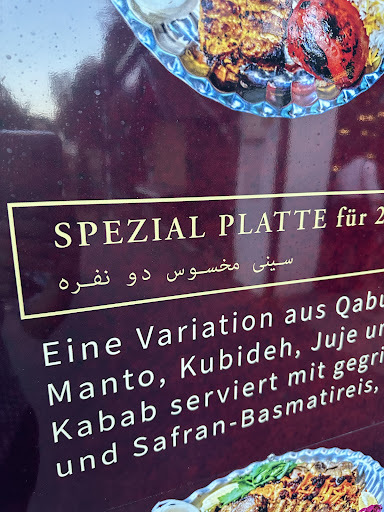 SPEZIAL PLATTE für 2
سینی مخسوس دو نفره
Eine Variation aus Qabu
Manto, Kubideh, Juje un
Kabab serviert mit gegri
und Safran-Basmatireis,